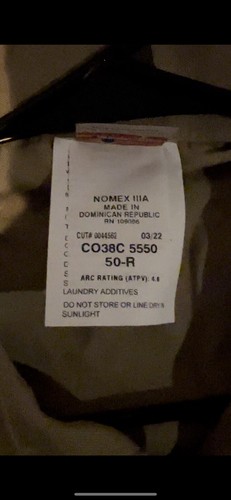 NOMEX IIIA
MADE IN
DOMINICAN REPUBLIC
CUT# 0044562 03/22
CO38C 5550
50-R
ARC RATING (ATPV): 4.6
LAUNDRY ADDITIVES
DO NOT STORE OR LINE DRY
SUNLIGHT